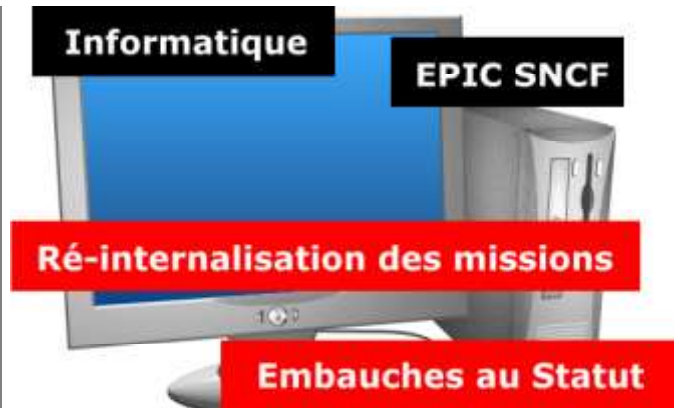 Informatique
EPIC SNCF
Ré-internalisation des missions
Embauches au Statut